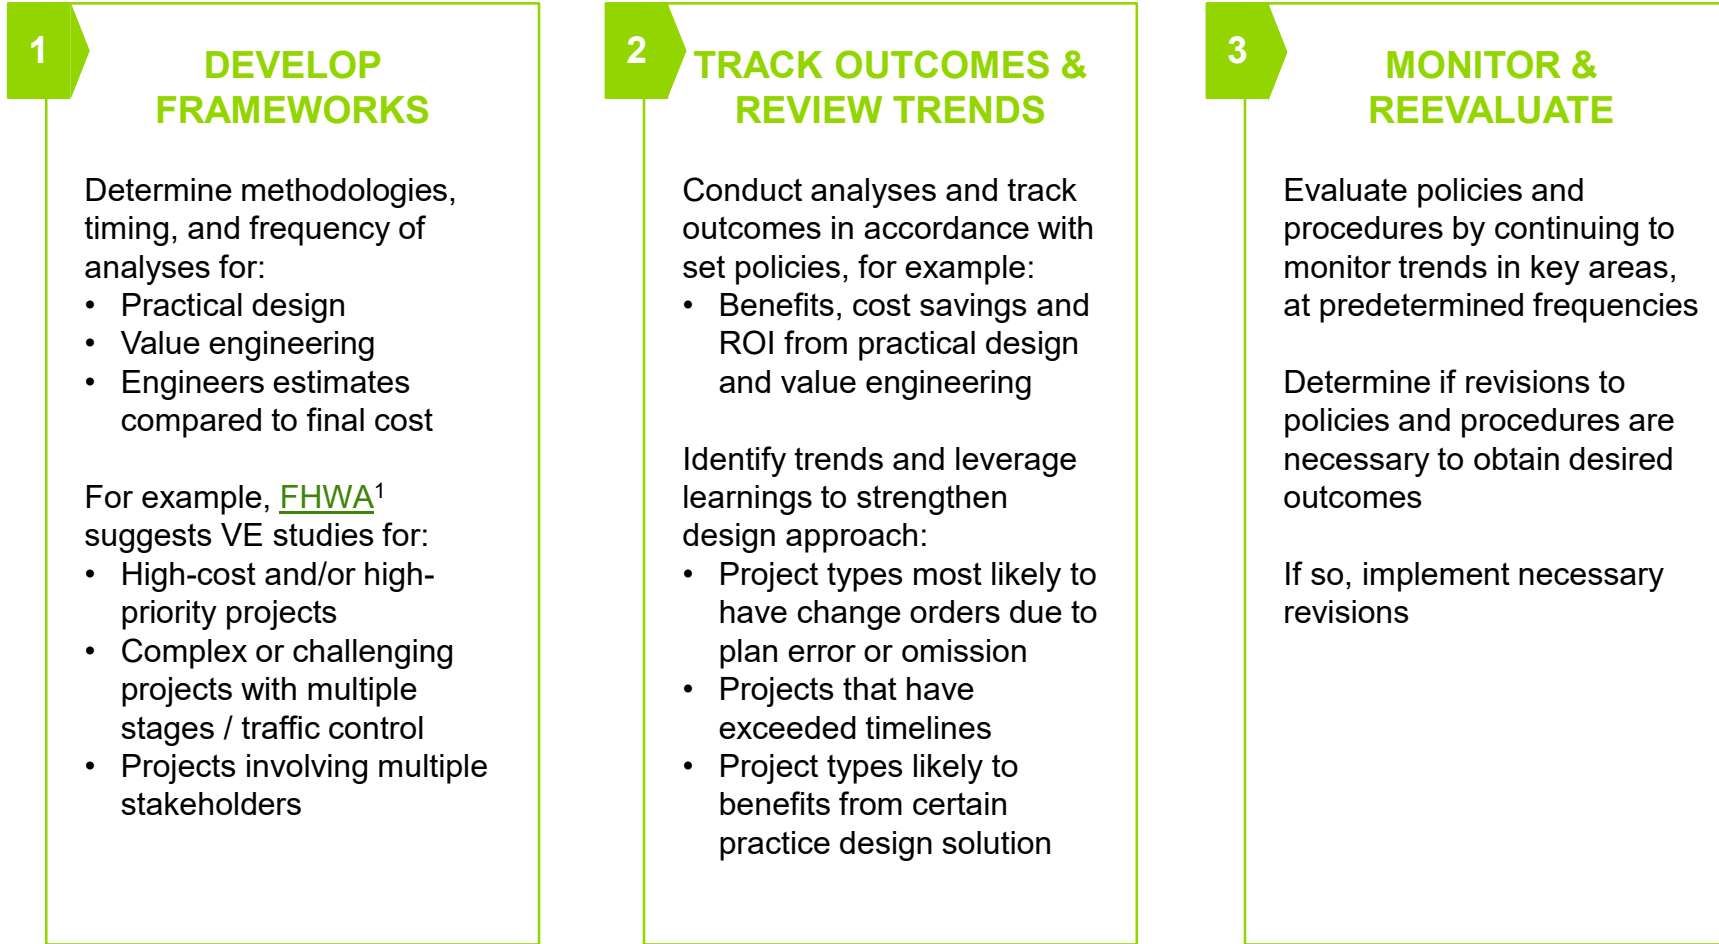 1
DEVELOP
FRAMEWORKS
Determine methodologies,
timing, and frequency of
analyses for:
• Practical design
• Value engineering
• Engineers estimates
compared to final cost
For example, FHWA¹
suggests VE studies for:
• High-cost and/or high-
priority projects
• Complex or challenging
projects with multiple
stages / traffic control
• Projects involving multiple
stakeholders
2
TRACK OUTCOMES &
REVIEW TRENDS
Conduct analyses and track
outcomes in accordance with
set policies, for example:
• Benefits, cost savings and
ROI from practical design
and value engineering
Identify trends and leverage
learnings to strengthen
design approach:
• Project types most likely to
have change orders due to
plan error or omission
• Projects that have
exceeded timelines
• Project types likely to
benefits from certain
practice design solution
3
MONITOR &
REEVALUATE
Evaluate policies and
procedures by continuing to
monitor trends in key areas,
at predetermined frequencies
Determine if revisions to
policies and procedures are
necessary to obtain desired
outcomes
If so, implement necessary
revisions